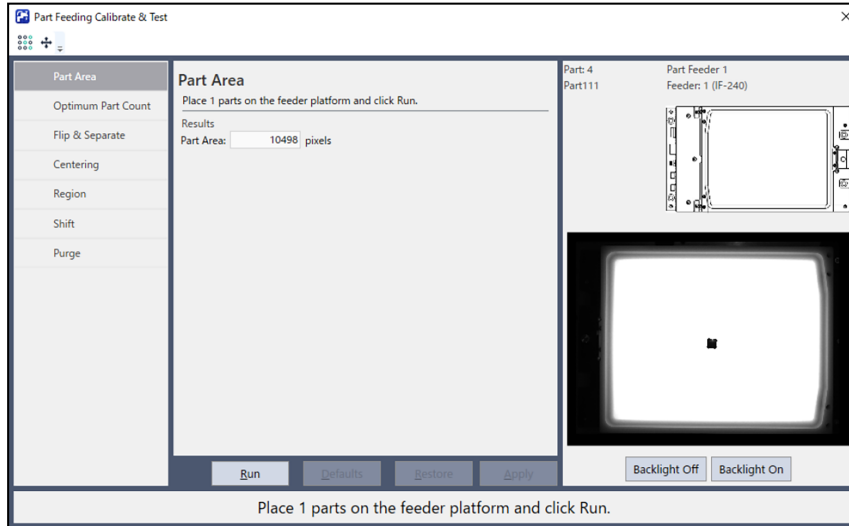 Part Feeding Calibrate & Test
Part Area
Optimum Part Count
Flip & Separate
Centering
Region
Shift
Purge
Part Area
Place 1 parts on the feeder platform and click Run.
Results
Part Area: 10498 pixels
Run
Defaults
Restore
Apply
Part: 4
Part111
Part Feeder 1
Feeder: 1 (IF-240)
Backlight Off
Backlight On
Place 1 parts on the feeder platform and click Run.